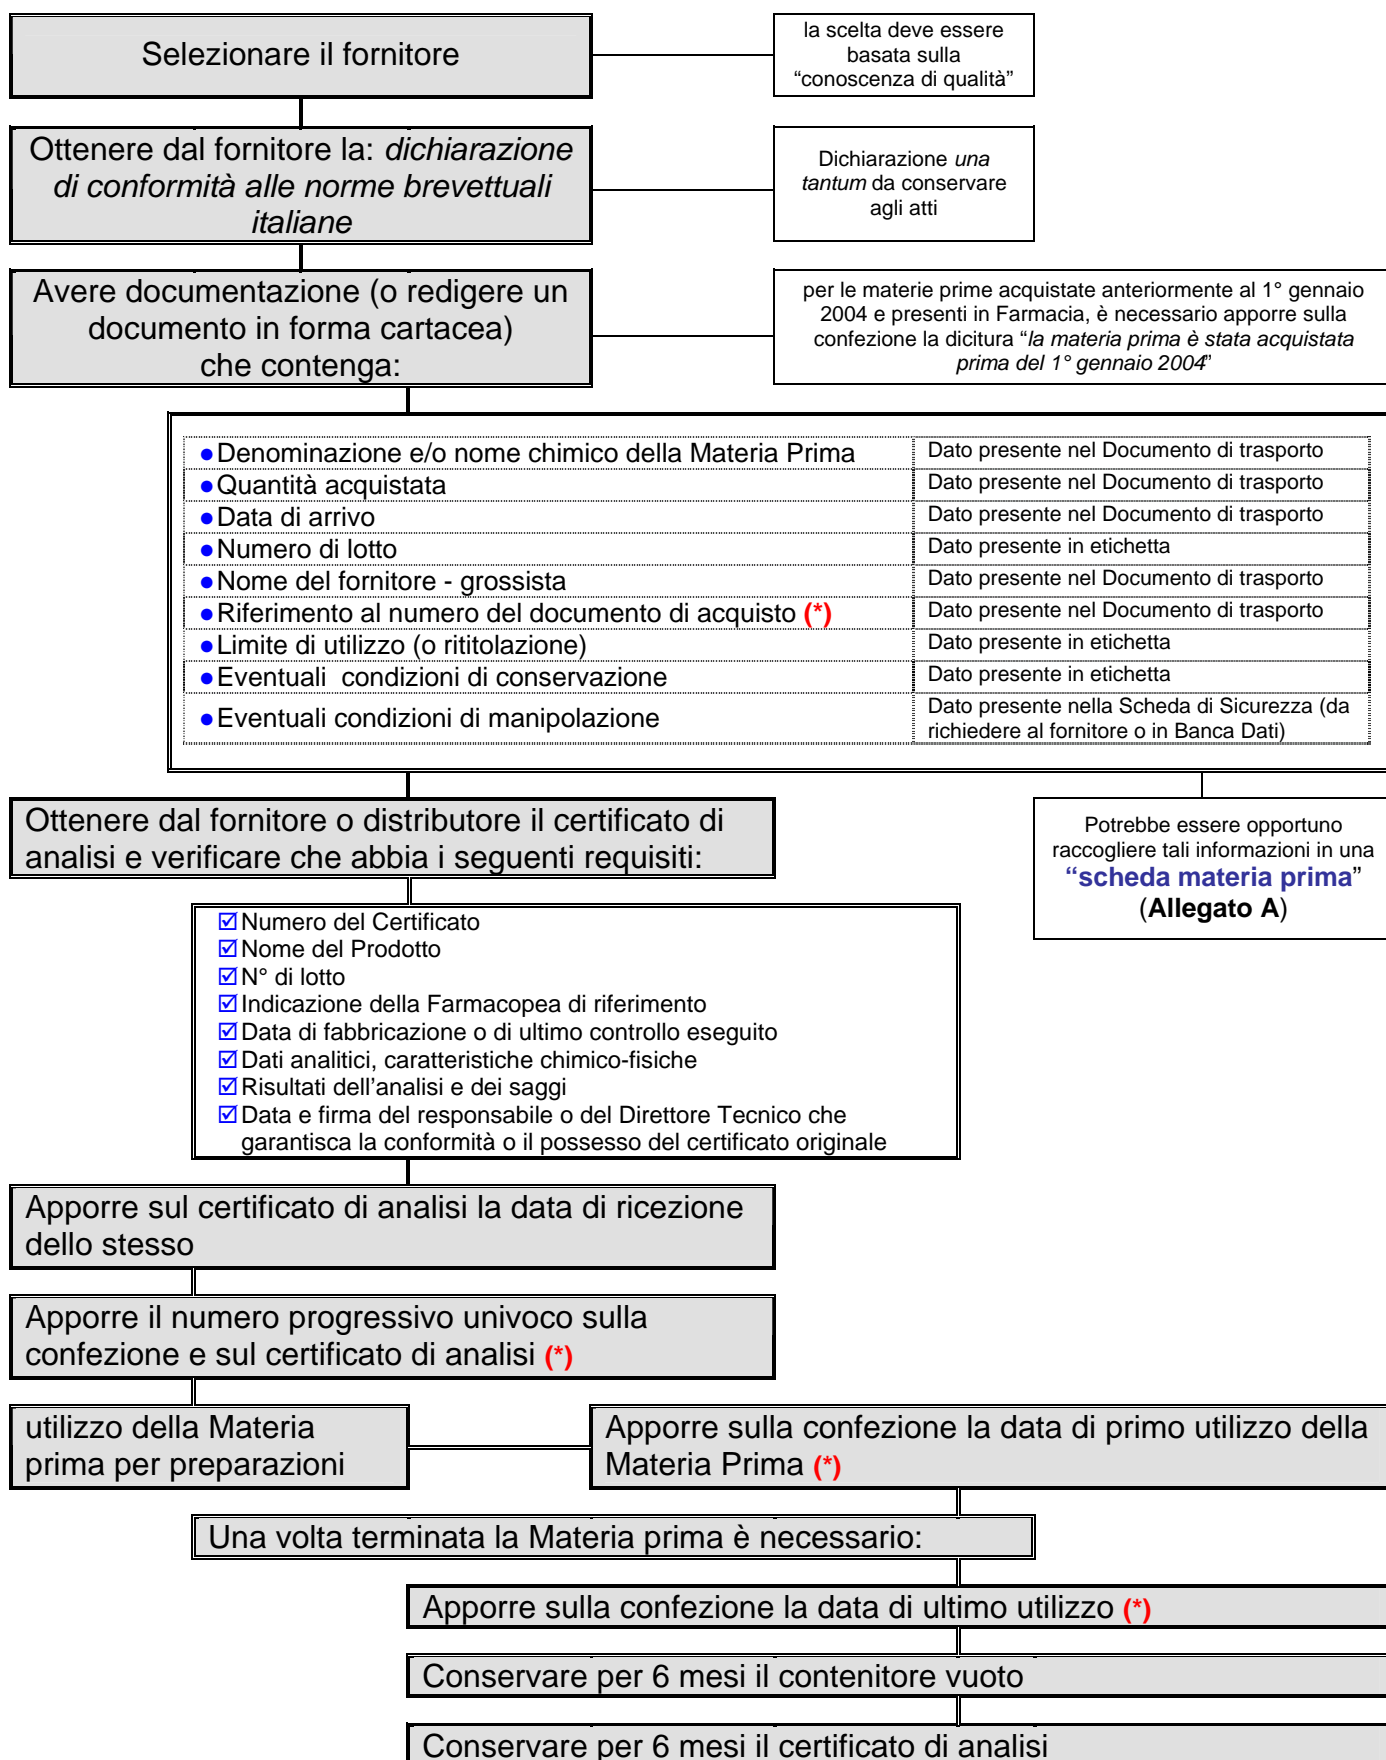 Selezionare il fornitore
la scelta deve essere
basata sulla
“conoscenza di qualità”
Ottenere dal fornitore la: dichiarazione
di conformità alle norme brevettuali
italiane
Dichiarazione una
tantum da conservare
agli atti
Avere documentazione (o redigere un
documento in forma cartacea)
che contenga:
per le materie prime acquistate anteriormente al 1° gennaio
2004 e presenti in Farmacia, è necessario apporre sulla
confezione la dicitura “la materia prima è stata acquistata
prima del 1° gennaio 2004”
●Denominazione e/o nome chimico della Materia Prima Dato presente nel Documento di trasporto
●Quantità acquistata Dato presente nel Documento di trasporto
●Data di arrivo Dato presente nel Documento di trasporto
●Numero di lotto Dato presente in etichetta
●Nome del fornitore - grossista Dato presente nel Documento di trasporto
●Riferimento al numero del documento di acquisto (*) Dato presente nel Documento di trasporto
●Limite di utilizzo (o rititolazione) Dato presente in etichetta
●Eventuali condizioni di conservazione Dato presente in etichetta
●Eventuali condizioni di manipolazione Dato presente nella Scheda di Sicurezza (da
richiedere al fornitore o in Banca Dati)
Ottenere dal fornitore o distributore il certificato di
analisi e verificare che abbia i seguenti requisiti:
Potrebbe essere opportuno
raccogliere tali informazioni in una
“scheda materia prima”
(Allegato A)
☑Numero del Certificato
☑Nome del Prodotto
☑N° di lotto
☑Indicazione della Farmacopea di riferimento
☑Data di fabbricazione o di ultimo controllo eseguito
☑Dati analitici, caratteristiche chimico-fisiche
☑Risultati dell’analisi e dei saggi
☑Data e firma del responsabile o del Direttore Tecnico che
garantisca la conformità o il possesso del certificato originale
Apporre sul certificato di analisi la data di ricezione
dello stesso
Apporre il numero progressivo univoco sulla
confezione e sul certificato di analisi (*)
utilizzo della Materia
prima per preparazioni
Apporre sulla confezione la data di primo utilizzo della
Materia Prima (*)
Una volta terminata la Materia prima è necessario:
Apporre sulla confezione la data di ultimo utilizzo (*)
Conservare per 6 mesi il contenitore vuoto
Conservare per 6 mesi il certificato di analisi